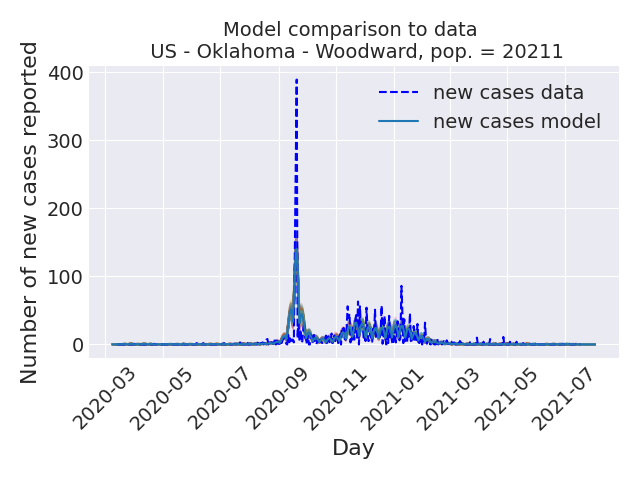 Model comparison to data
US - Oklahoma - Woodward, pop. = 20211
Number of new cases reported
400
300
200
100
0
new cases data
new cases model
2020-03
2020-05
2020-07
2020-09
2020-11
2021-01
2021-03
2021-05
2021-07
Day